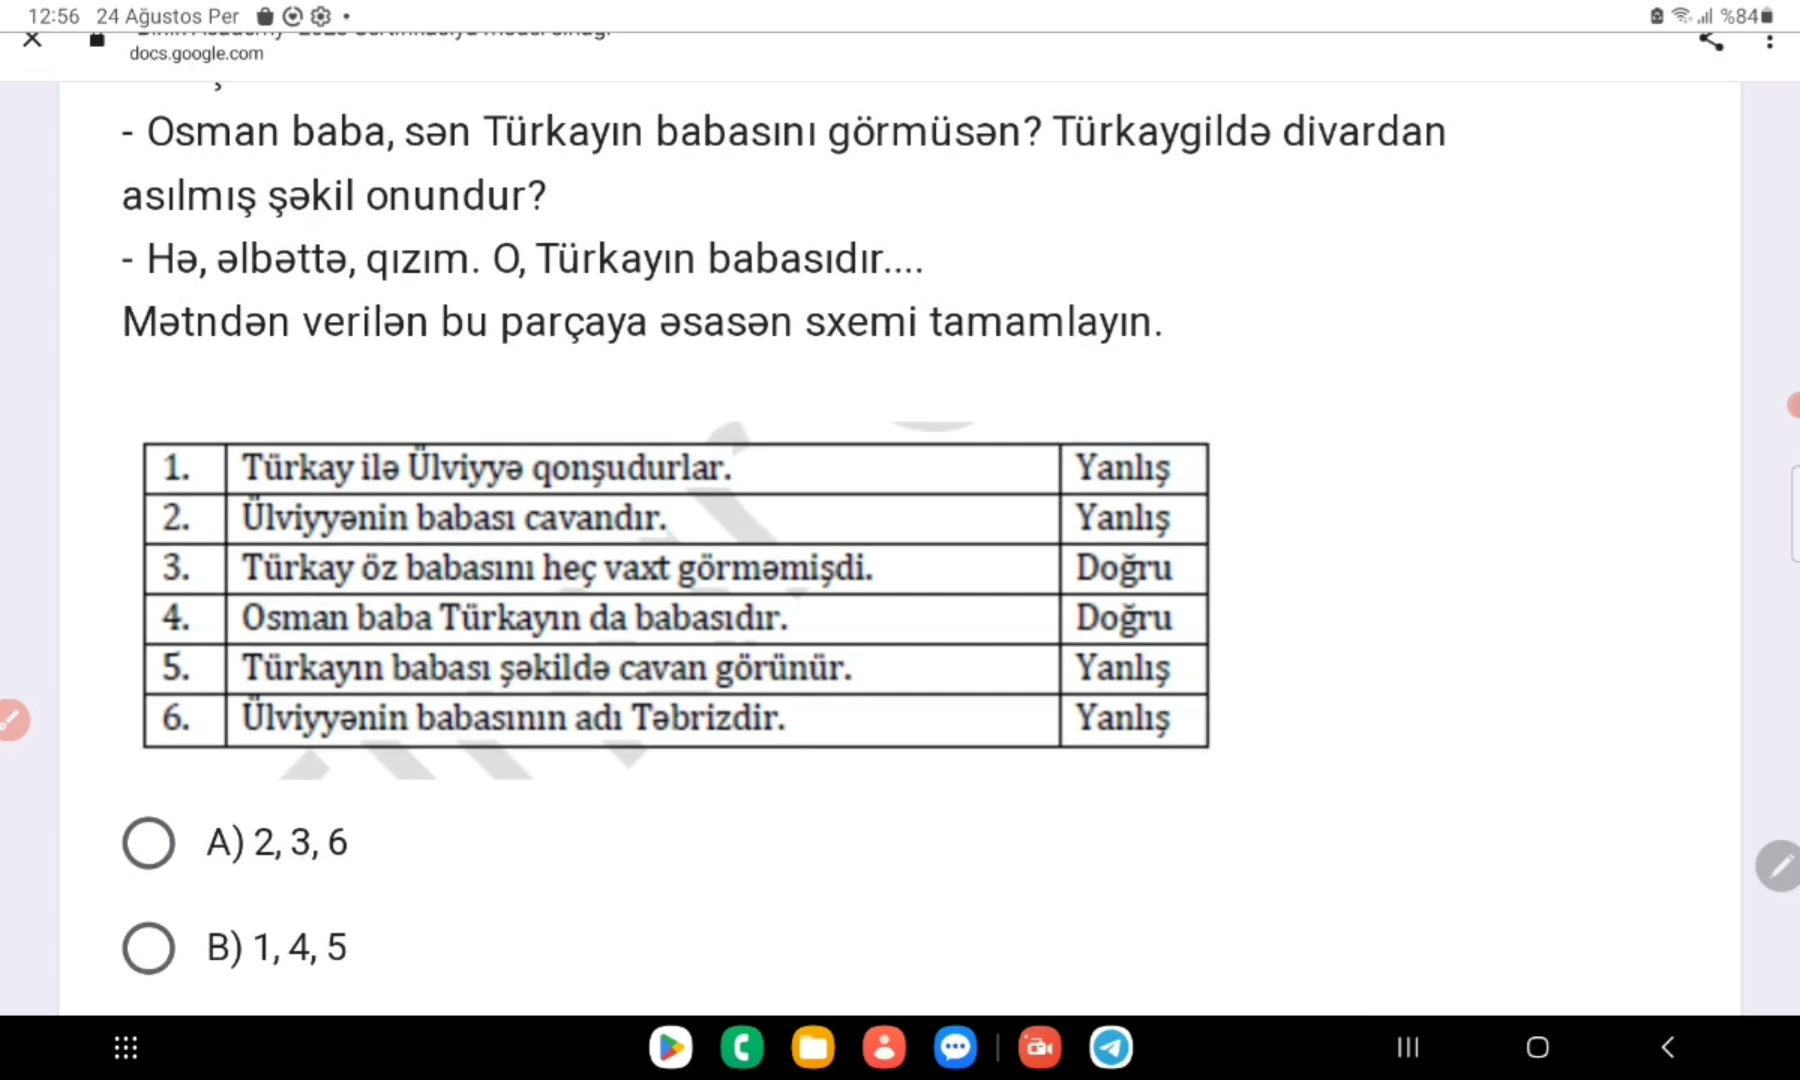 12:56 24 Ağustos Per
%84
docs.google.com
- Osman baba, sən Türkayın babasını görmüsən? Türkaygildə divardan
asılmış şəkil onundur?
- Hə, əlbəttə, qızım. O, Türkayın babasıdır....
Mətndən verilən bu parçaya əsasən sxemi tamamlayın.
1. Türkay ilə Ülviyyə qonşudurlar. Yanlış
2. Ülviyyənin babası cavandır. Yanlış
3. Türkay öz babasını heç vaxt görməmişdi. Doğru
4. Osman baba Türkayın da babasıdır. Doğru
5. Türkayın babası şəkildə cavan görünür. Yanlış
6. Ülviyyənin babasının adı Təbrizdir. Yanlış
A) 2, 3, 6
B) 1, 4, 5